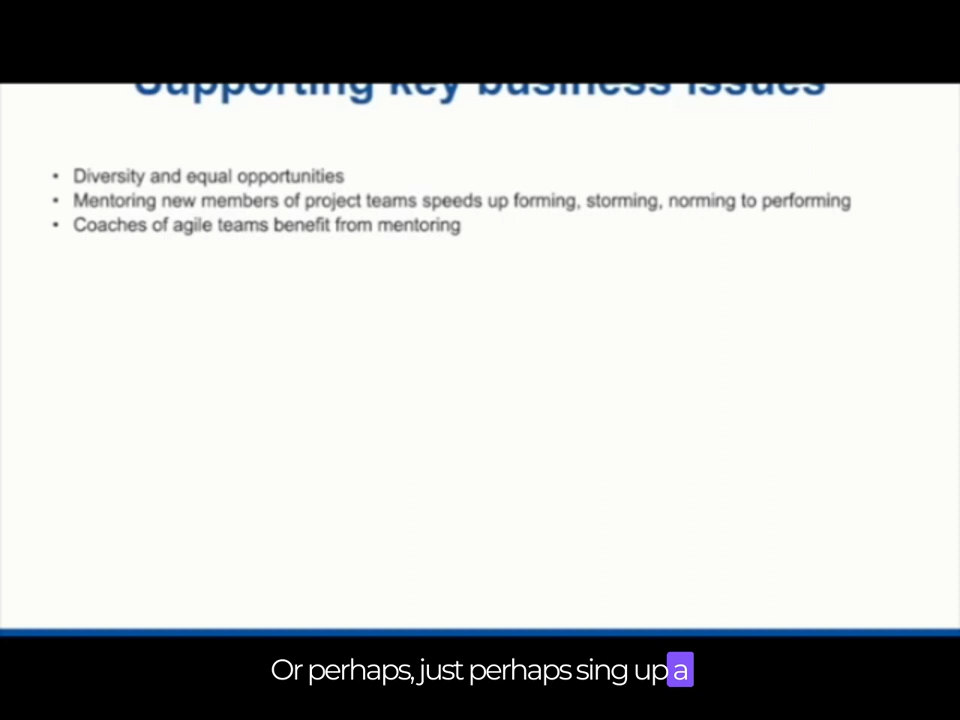 Supporting key business issues
• Diversity and equal opportunities
• Mentoring new members of project teams speeds up forming, storming, norming to performing
• Coaches of agile teams benefit from mentoring
Or perhaps, just perhaps sing up a